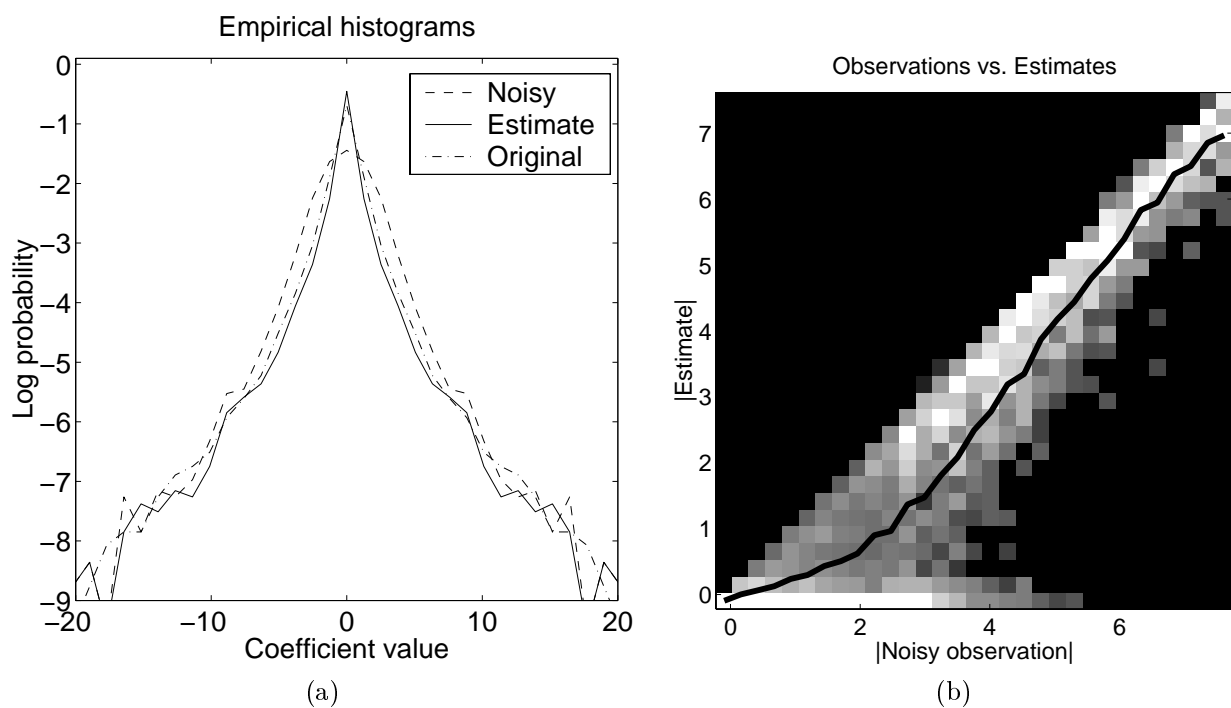 Empirical histograms
0
−1
−2
−3
−4
−5
−6
−7
−8
−9
Log probability
Noisy
Estimate
Original
−20
−10
0
10
20
Coefficient value
(a)
Observations vs. Estimates
7
6
5
4
3
2
1
0
|Estimate|
0
2
4
6
|Noisy observation|
(b)